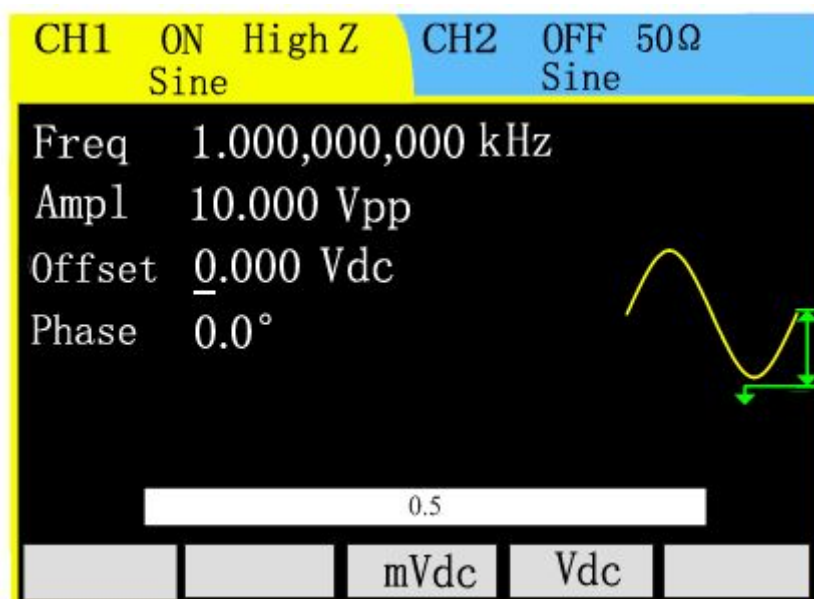 CH1 ON High Z CH2 OFF 50Ω
Sine Sine
Freq 1.000,000,000 kHz
Ampl 10.000 Vpp
Offset 0.000 Vdc
Phase 0.0°
0.5
mVdc Vdc